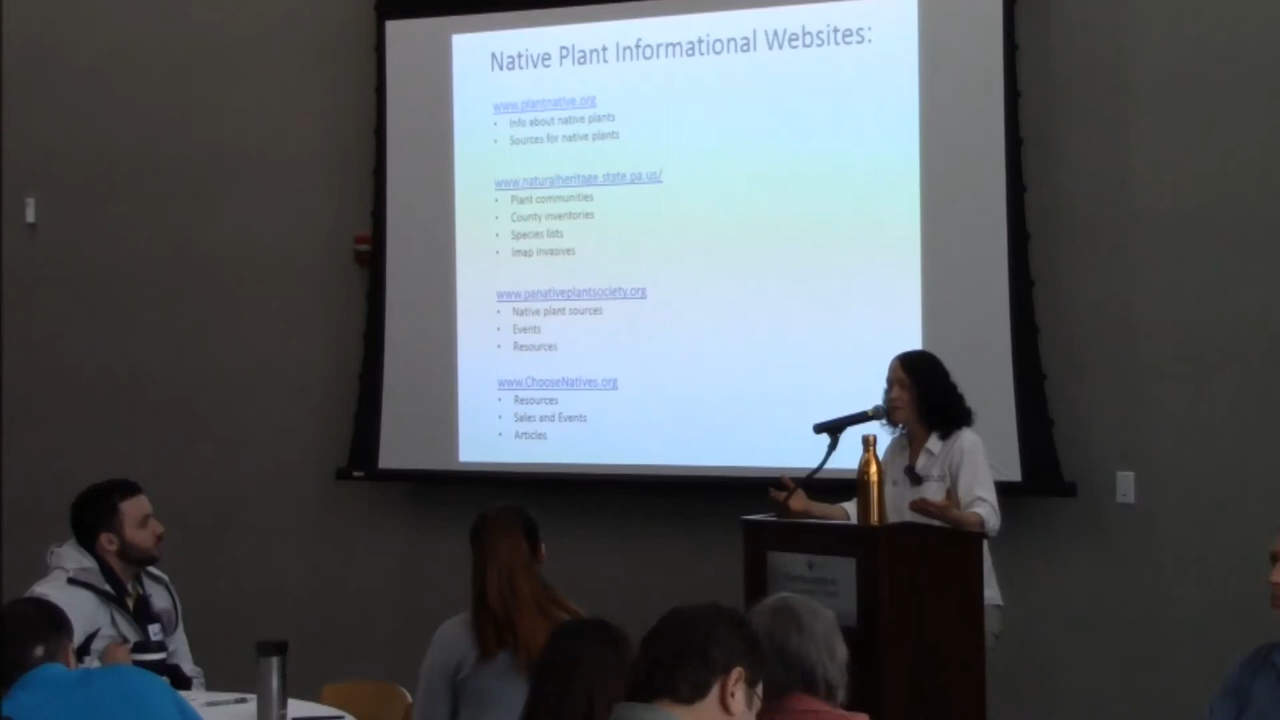 Native Plant Informational Websites:
www.plantnative.org
• Info about native plants
• Sources for native plants
www.naturalheritage.state.pa.us/
• Plant communities
• County inventories
• Species lists
• Imap invasives
www.panativeplantsociety.org
• Native plant sources
• Events
• Resources
www.ChooseNatives.org
• Resources
• Sales and Events
• Articles